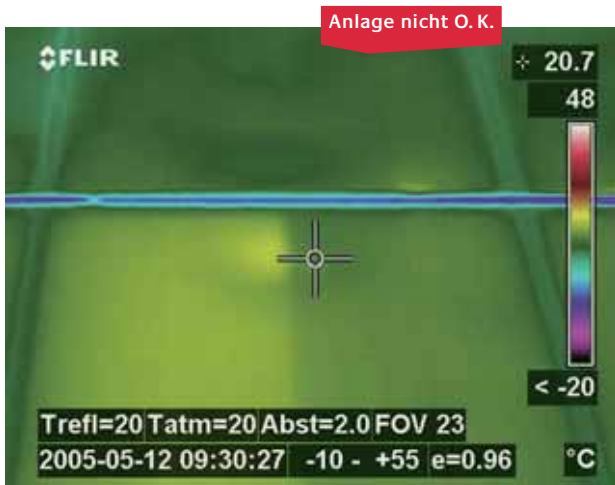 Anlage nicht O. K.
FLIR
20.7
48
< -20
Trefl=20 Tatm=20 Abst=2.0 FOV 23
2005-05-12 09:30:27 -10 - +55 e=0.96 °C